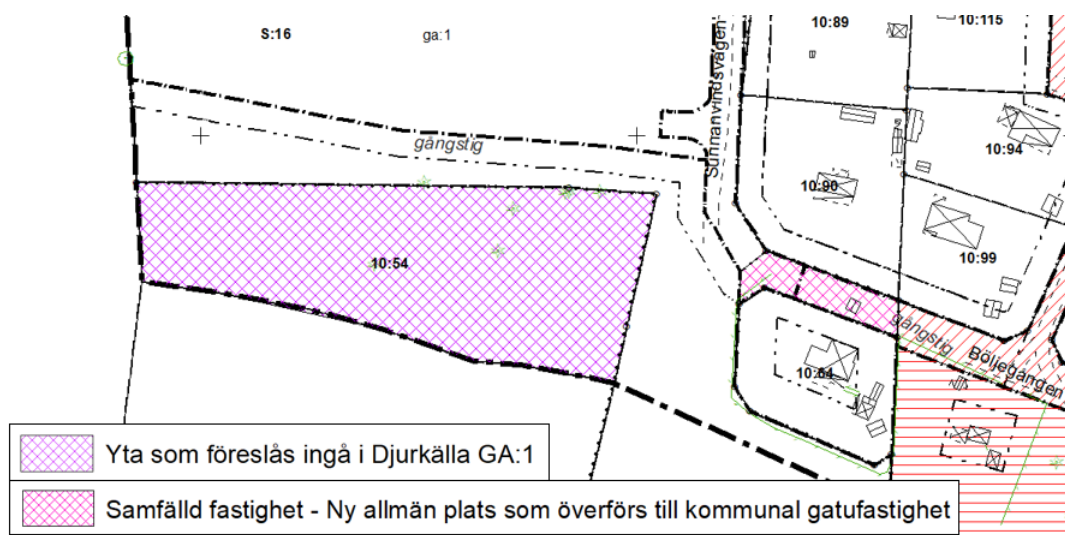 10:89
10:115
S:16
ga:1
Sunnanvindsvägen
gångstig
10:94
10:90
10:54
10:99
gångstig
Böljegången
10:64
Yta som föreslås ingå i Djurkälla GA:1
Samfälld fastighet - Ny allmän plats som överförs till kommunal gatufastighet